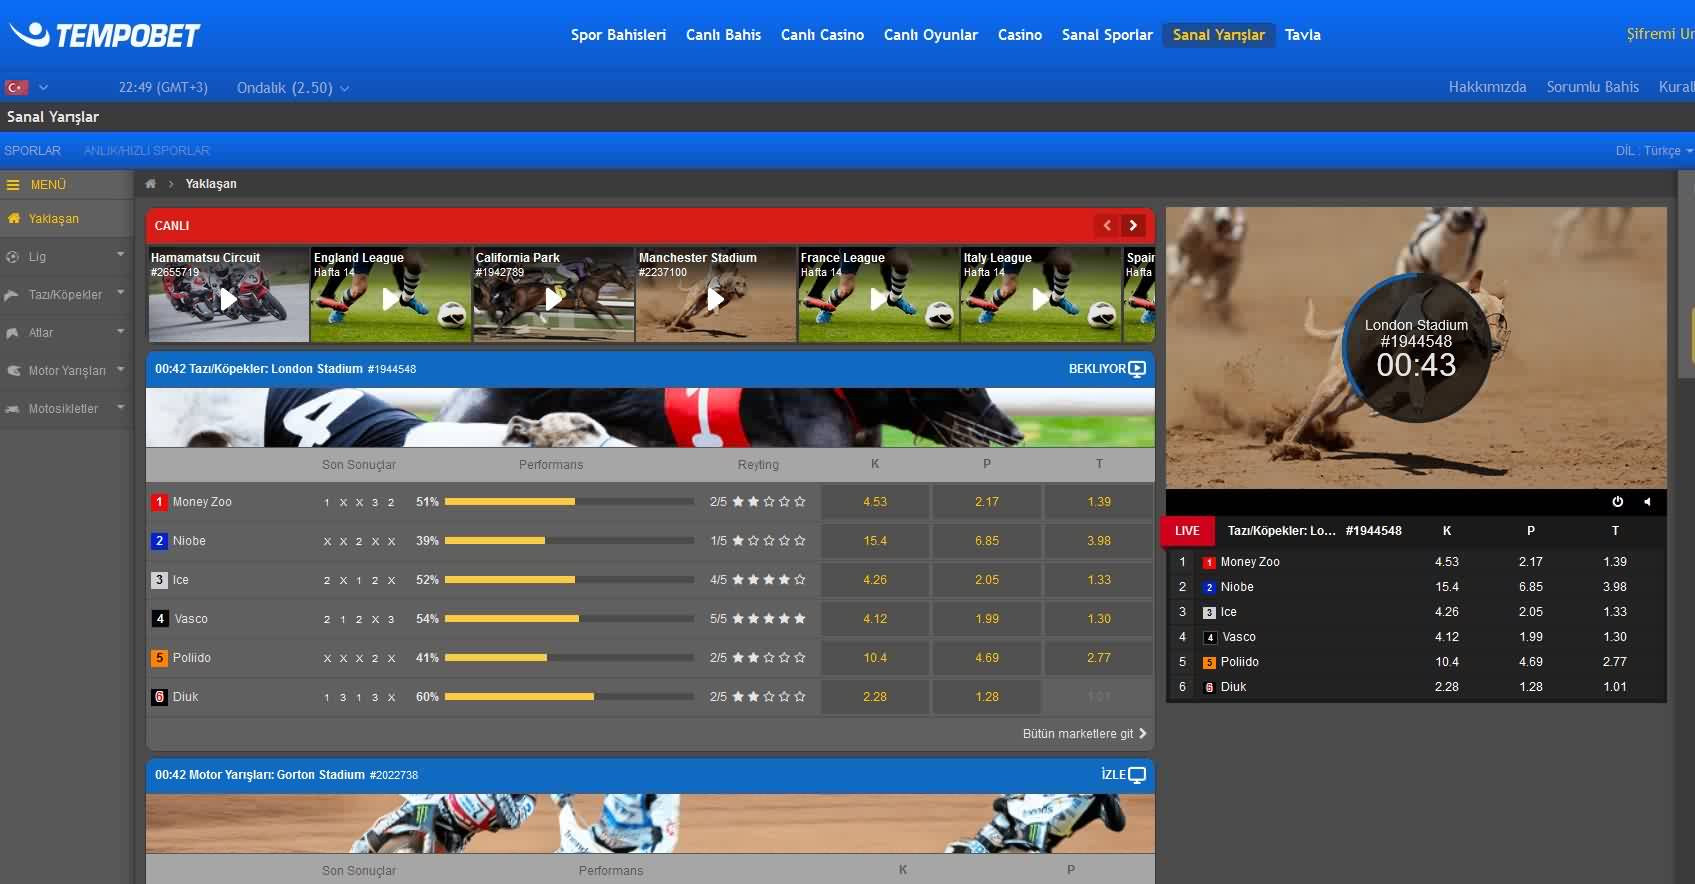 TEMPOBET
Spor Bahisleri Canlı Bahis Canlı Casino Canlı Oyunlar Casino Sanal Sporlar Sanal Yarışlar Tavla
Şifremi Ur
22:49 (GMT+3) Ondalık (2.50)
Hakkımızda Sorumlu Bahis Kurall
Sanal Yarışlar
SPORLAR ANLIK/HIZLI SPORLAR
DİL : Türkçe
MENÜ
Yaklaşan
Lig
Tazı/Köpekler
Atlar
Motor Yarışları
Motosikletler
Yaklaşan
CANLI
Hamamatsu Circuit
#2655719
England League
Hafta 14
California Park
#1942789
Manchester Stadium
#2237100
France League
Hafta 14
Italy League
Hafta 14
Spain
Hafta
00:42 Tazı/Köpekler: London Stadium #1944548
BEKLIYOR
Son Sonuçlar Performans Reyting K P T
1 Money Zoo 1 X X 3 2 51% 2/5 4.53 2.17 1.39
2 Niobe X X 2 X X 39% 1/5 15.4 6.85 3.98
3 Ice 2 X 1 2 X 52% 4/5 4.26 2.05 1.33
4 Vasco 2 1 2 X 3 54% 5/5 4.12 1.99 1.30
5 Poliido X X X 2 X 41% 2/5 10.4 4.69 2.77
6 Diuk 1 3 1 3 X 60% 2/5 2.28 1.28 1.01
Bütün marketlere git
00:42 Motor Yarışları: Gorton Stadium #2022738
İZLE
Son Sonuçlar Performans K P
London Stadium
#1944548
00:43
LIVE Tazı/Köpekler: Lo... #1944548 K P T
1 1 Money Zoo 4.53 2.17 1.39
2 2 Niobe 15.4 6.85 3.98
3 3 Ice 4.26 2.05 1.33
4 4 Vasco 4.12 1.99 1.30
5 5 Poliido 10.4 4.69 2.77
6 6 Diuk 2.28 1.28 1.01